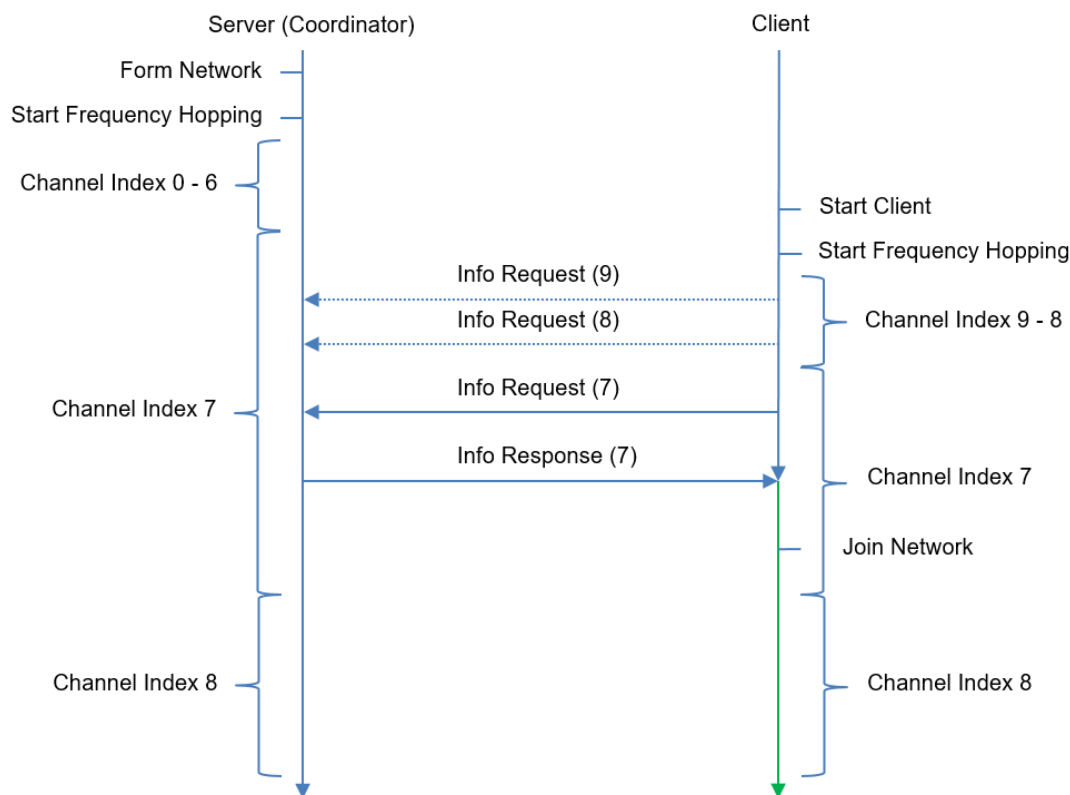 Server (Coordinator)
Client
Form Network
Start Frequency Hopping
Channel Index 0 - 6
Start Client
Start Frequency Hopping
Info Request (9)
Info Request (8)
Channel Index 9 - 8
Info Request (7)
Channel Index 7
Info Response (7)
Channel Index 7
Join Network
Channel Index 8
Channel Index 8